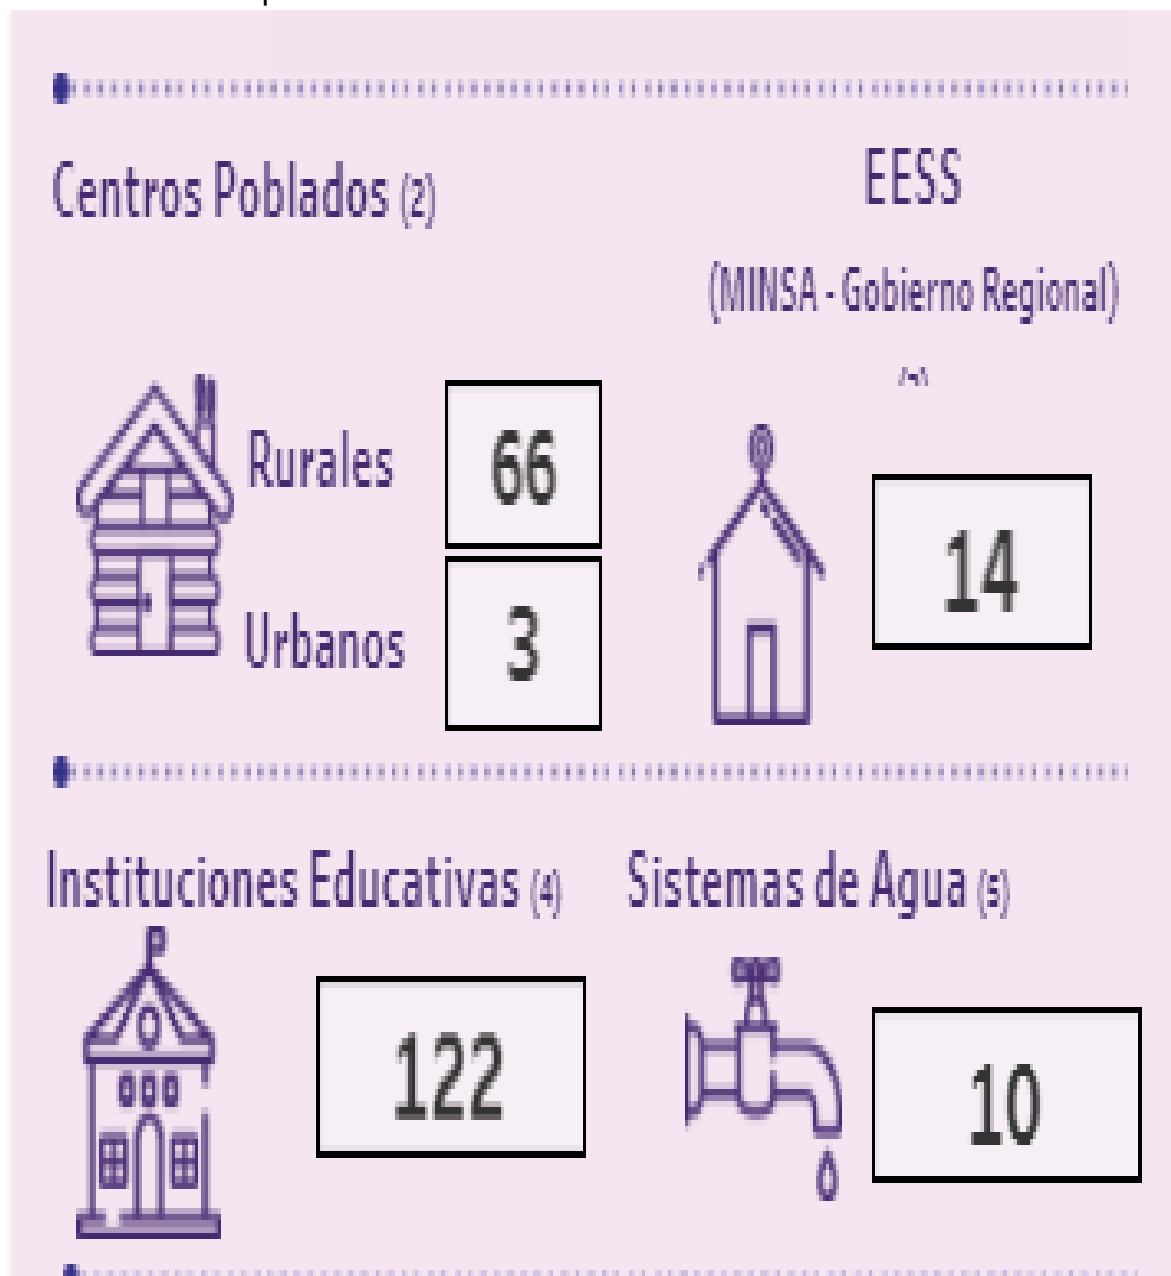 Centros Poblados (2)
EESS
(MINSA - Gobierno Regional)
Rurales
66
14
Urbanos
3
Instituciones Educativas (4)
Sistemas de Agua (5)
122
10